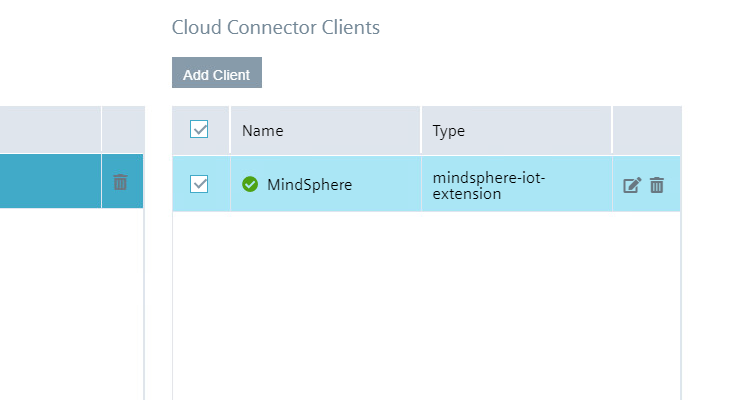 Cloud Connector Clients
Add Client
Name Type
MindSphere mindsphere-iot-
extension